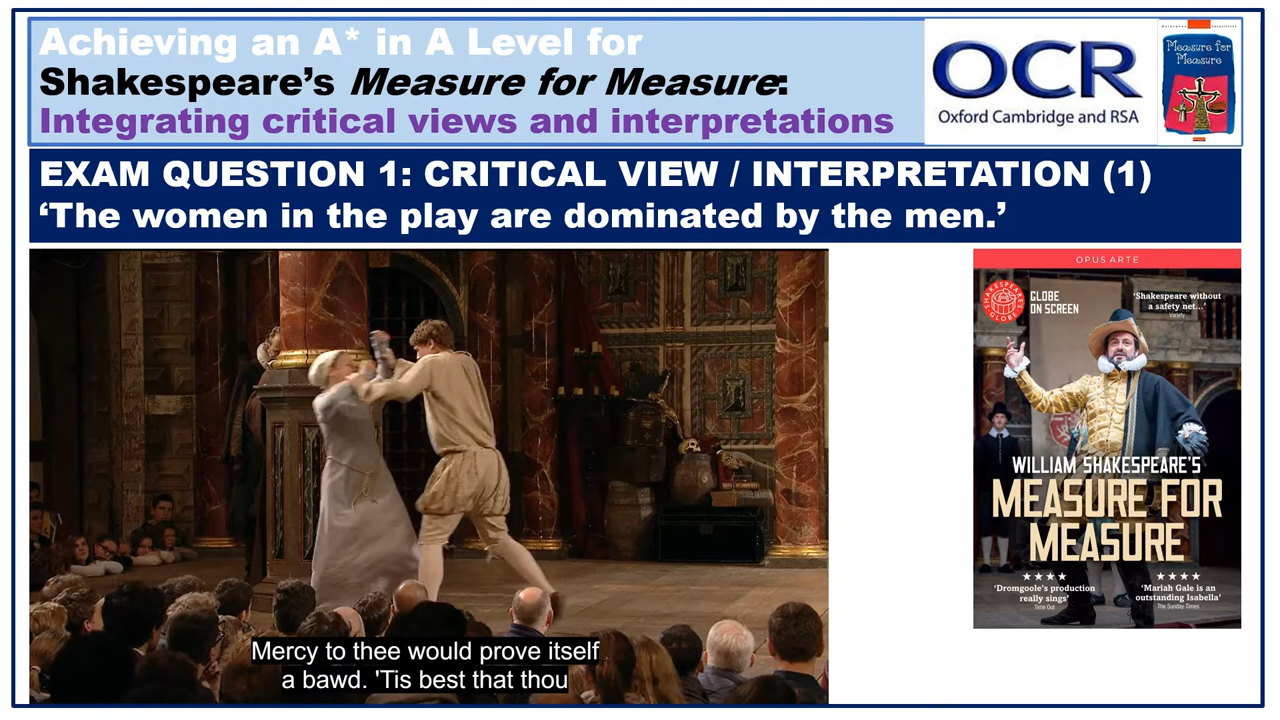 Achieving an A* in A Level for
Shakespeare's Measure for Measure:
Integrating critical views and interpretations
OCR
Oxford Cambridge and RSA
Measure for
Measure
EXAM QUESTION 1: CRITICAL VIEW / INTERPRETATION (1)
‘The women in the play are dominated by the men.’
Mercy to thee would prove itself
a bawd. 'Tis best that thou
OPUS ARTE
SHAKESPEARE'S GLOBE
GLOBE
ON SCREEN
‘Shakespeare without
a safety net...’
Variety
WILLIAM SHAKESPEARE'S
MEASURE FOR
MEASURE
★★★★
‘Dromgoole's production
really sings’
Time Out
★★★★
‘Mariah Gale is an
outstanding Isabella’
The Sunday Times